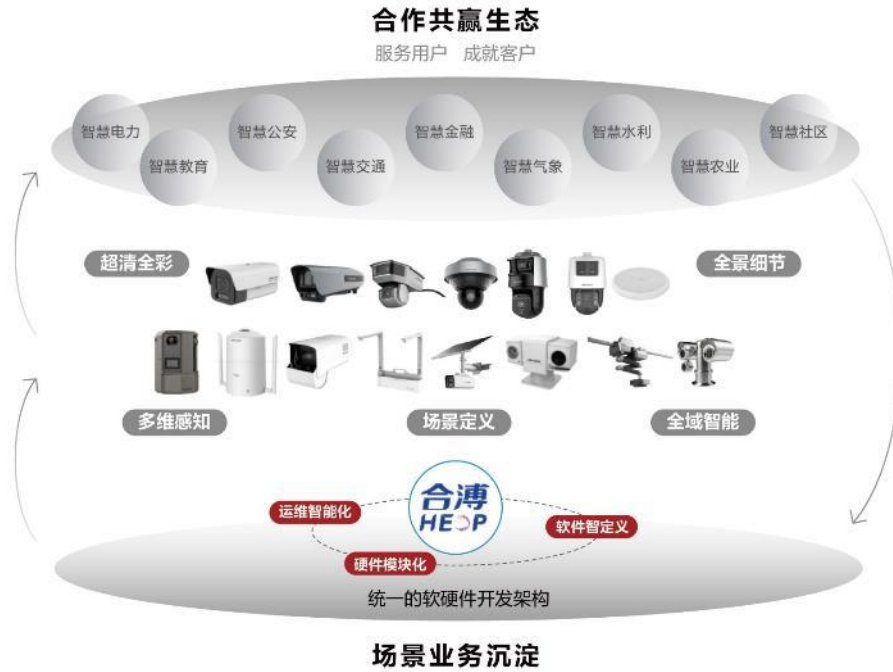 合作共赢生态
服务用户 成就客户
智慧电力
智慧公安
智慧金融
智慧水利
智慧社区
智慧教育
智慧交通
智慧气象
智慧农业
超清全彩
全景细节
多维感知
场景定义
全域智能
合溥
HEOP
运维智能化
软件智定义
硬件模块化
统一的软硬件开发架构
场景业务沉淀